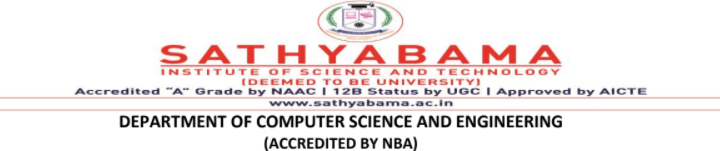 SATHYABAMA
INSTITUTE OF SCIENCE AND TECHNOLOGY
(DEEMED TO BE UNIVERSITY)
Accredited "A" Grade by NAAC | 12B Status by UGC | Approved by AICTE
www.sathyabama.ac.in
DEPARTMENT OF COMPUTER SCIENCE AND ENGINEERING
(ACCREDITED BY NBA)